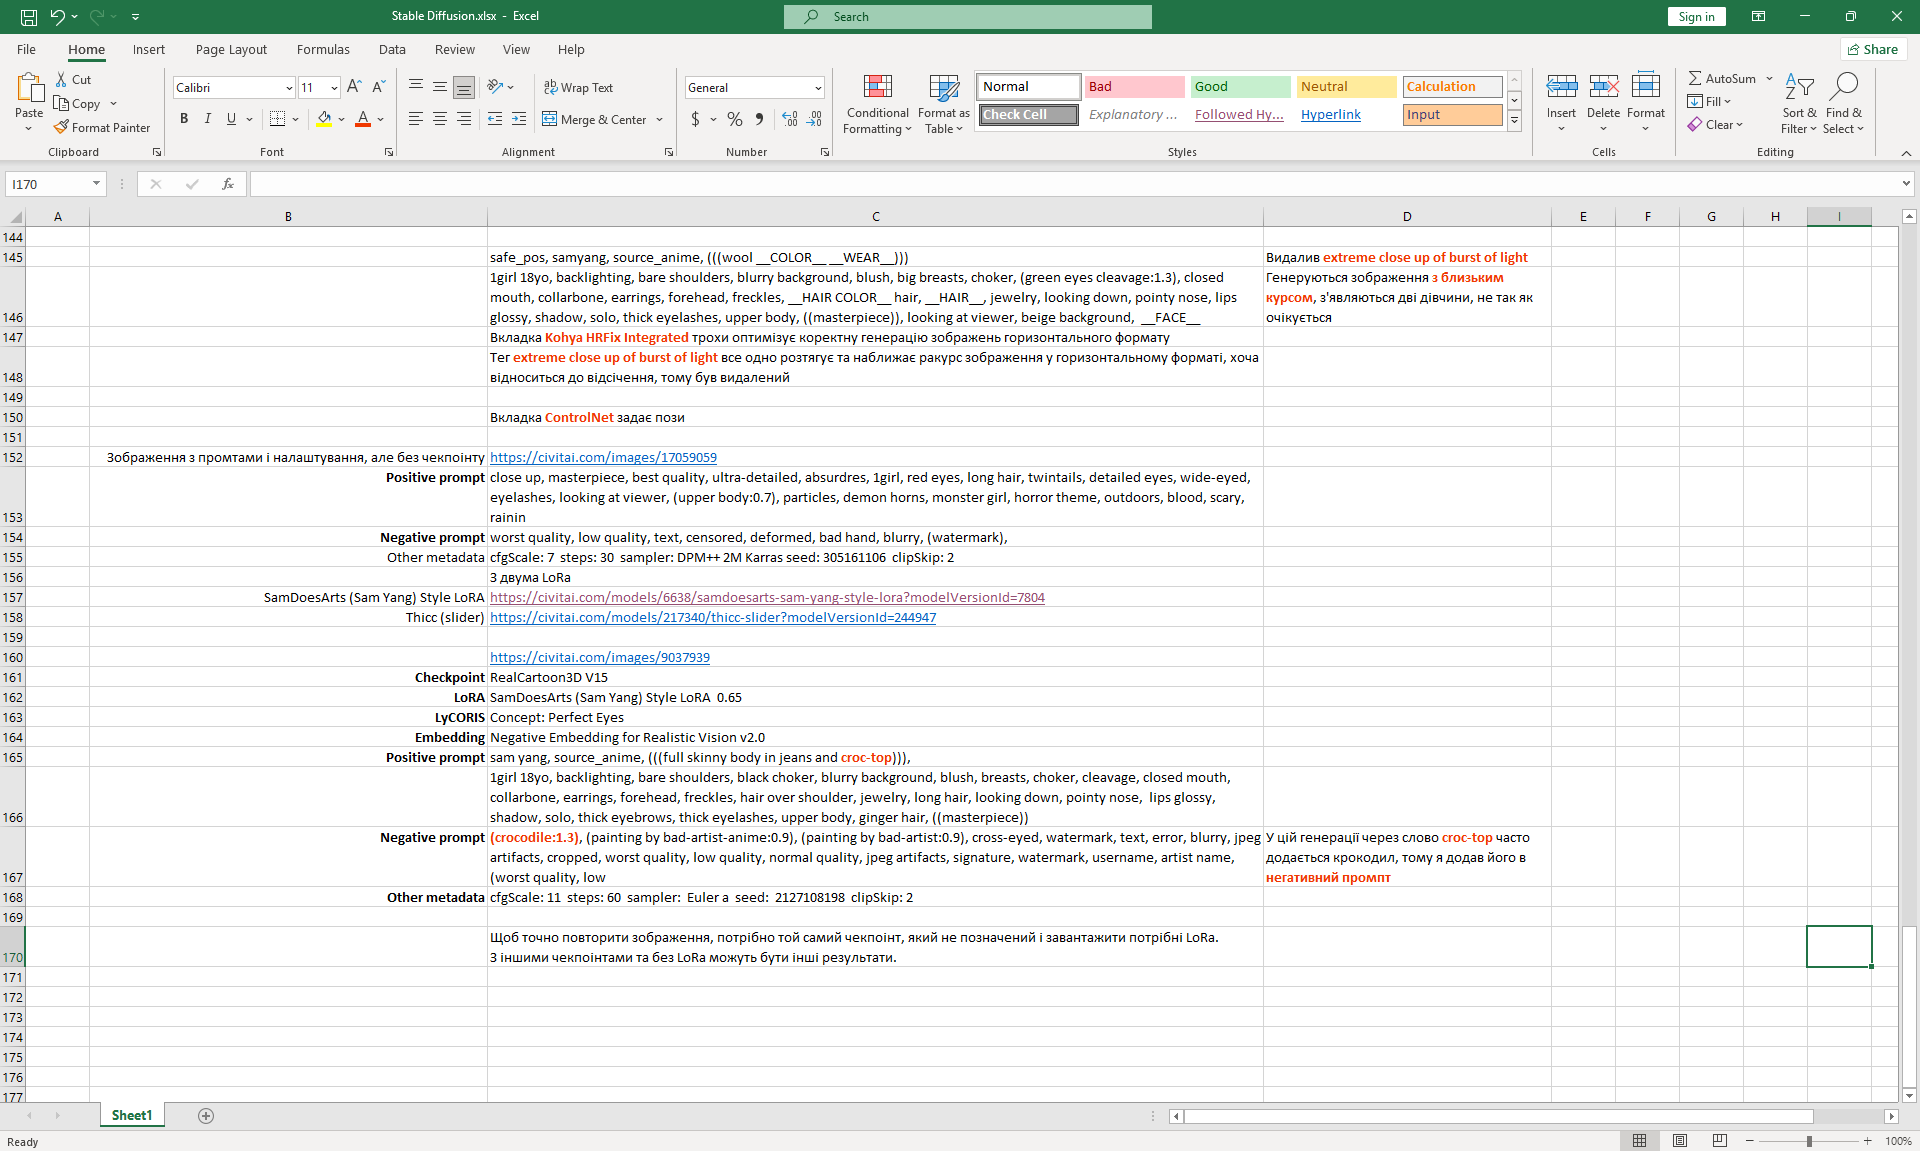 Stable Diffusion.xlsx - Excel
Search
Sign in
File Home Insert Page Layout Formulas Data Review View Help
Share
Paste
Cut
Copy
Format Painter
Clipboard
Calibri 11
B I U
Font
Wrap Text
Merge & Center
Alignment
General
$ % 9
Number
Conditional Formatting
Format as Table
Normal Bad Good Neutral Calculation
Check Cell Explanatory ... Followed Hy... Hyperlink Input
Styles
Insert Delete Format
Cells
AutoSum
Fill
Clear
Sort & Filter
Find & Select
Editing
I170
fx
A B C D E F G H I
144
145 safe_pos, samyang, source_anime, (((wool __COLOR__ __WEAR__))) Видалив extreme close up of burst of light
146 1girl 18yo, backlighting, bare shoulders, blurry background, blush, big breasts, choker, (green eyes cleavage:1.3), closed
mouth, collarbone, earrings, forehead, freckles, __HAIR COLOR__ hair, __HAIR__, jewelry, looking down, pointy nose, lips
glossy, shadow, solo, thick eyelashes, upper body, ((masterpiece)), looking at viewer, beige background, __FACE__
Генеруються зображення з близьким
курсом, з'являються дві дівчини, не так як
очікується
147 Вкладка Kohya HRFix Integrated трохи оптимізує коректну генерацію зображень горизонтального формату
148 Тег extreme close up of burst of light все одно розтягує та наближає ракурс зображення у горизонтальному форматі, хоча
відноситься до відсічення, тому був видалений
149
150 Вкладка ControlNet задає пози
151
152 Зображення з промтами і налаштування, але без чекпоінту https://civitai.com/images/17059059
153 Positive prompt close up, masterpiece, best quality, ultra-detailed, absurdres, 1girl, red eyes, long hair, twintails, detailed eyes, wide-eyed,
eyelashes, looking at viewer, (upper body:0.7), particles, demon horns, monster girl, horror theme, outdoors, blood, scary,
rainin
154 Negative prompt worst quality, low quality, text, censored, deformed, bad hand, blurry, (watermark),
155 Other metadata cfgScale: 7 steps: 30 sampler: DPM++ 2M Karras seed: 305161106 clipSkip: 2
156 З двума LoRa
157 SamDoesArts (Sam Yang) Style LoRA https://civitai.com/models/6638/samdoesarts-sam-yang-style-lora?modelVersionId=7804
158 Thicc (slider) https://civitai.com/models/217340/thicc-slider?modelVersionId=244947
159
160 https://civitai.com/images/9037939
161 Checkpoint RealCartoon3D V15
162 LoRA SamDoesArts (Sam Yang) Style LoRA 0.65
163 LyCORIS Concept: Perfect Eyes
164 Embedding Negative Embedding for Realistic Vision v2.0
165 Positive prompt sam yang, source_anime, (((full skinny body in jeans and croc-top))),
166 1girl 18yo, backlighting, bare shoulders, black choker, blurry background, blush, breasts, choker, cleavage, closed mouth,
collarbone, earrings, forehead, freckles, hair over shoulder, jewelry, long hair, looking down, pointy nose, lips glossy,
shadow, solo, thick eyebrows, thick eyelashes, upper body, ginger hair, ((masterpiece))
167 Negative prompt (crocodile:1.3), (painting by bad-artist-anime:0.9), (painting by bad-artist:0.9), cross-eyed, watermark, text, error, blurry, jpeg
artifacts, cropped, worst quality, low quality, normal quality, jpeg artifacts, signature, watermark, username, artist name,
(worst quality, low
У цій генерації через слово croc-top часто
додається крокодил, тому я додав його в
негативний промпт
168 Other metadata cfgScale: 11 steps: 60 sampler: Euler a seed: 2127108198 clipSkip: 2
169
170 Щоб точно повторити зображення, потрібно той самий чекпоінт, який не позначений і завантажити потрібні LoRa.
З іншими чекпоінтами та без LoRa можуть бути інші результати.
171
172
173
174
175
176
177
Sheet1
Ready
100%